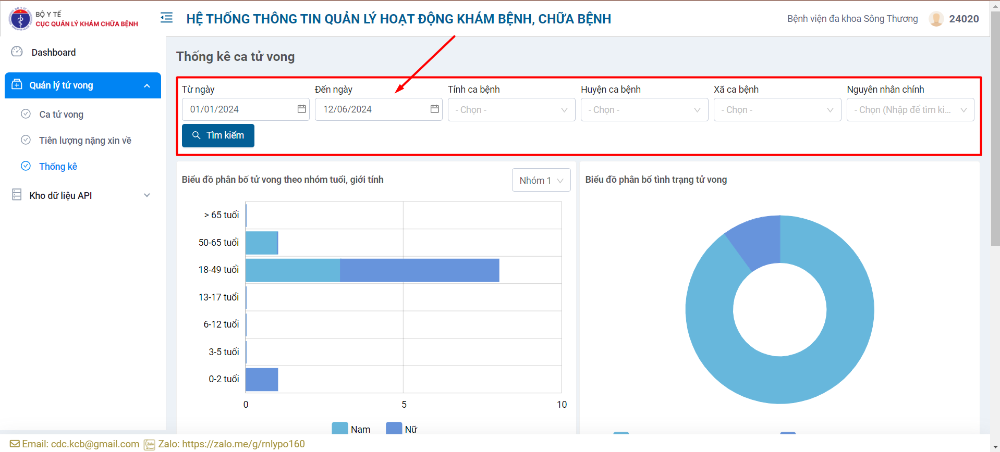 BỘ Y TẾ
CỤC QUẢN LÝ KHÁM CHỮA BỆNH
HỆ THỐNG THÔNG TIN QUẢN LÝ HOẠT ĐỘNG KHÁM BỆNH, CHỮA BỆNH
Bệnh viện đa khoa Sông Thương
24020
Dashboard
Quản lý tử vong
Ca tử vong
Tiên lượng nặng xin về
Thống kê
Kho dữ liệu API
Thống kê ca tử vong
Từ ngày
Đến ngày
Tỉnh ca bệnh
Huyện ca bệnh
Xã ca bệnh
Nguyên nhân chính
01/01/2024
12/06/2024
- Chọn -
- Chọn -
- Chọn -
- Chọn (Nhập để tìm ki...
Tìm kiếm
Biểu đồ phân bố tử vong theo nhóm tuổi, giới tính
Nhóm 1
> 65 tuổi
50-65 tuổi
18-49 tuổi
13-17 tuổi
6-12 tuổi
3-5 tuổi
0-2 tuổi
0
5
10
Nam
Nữ
Biểu đồ phân bổ tình trạng tử vong
Email: cdc.kcb@gmail.com
Zalo: https://zalo.me/g/rnlypo160